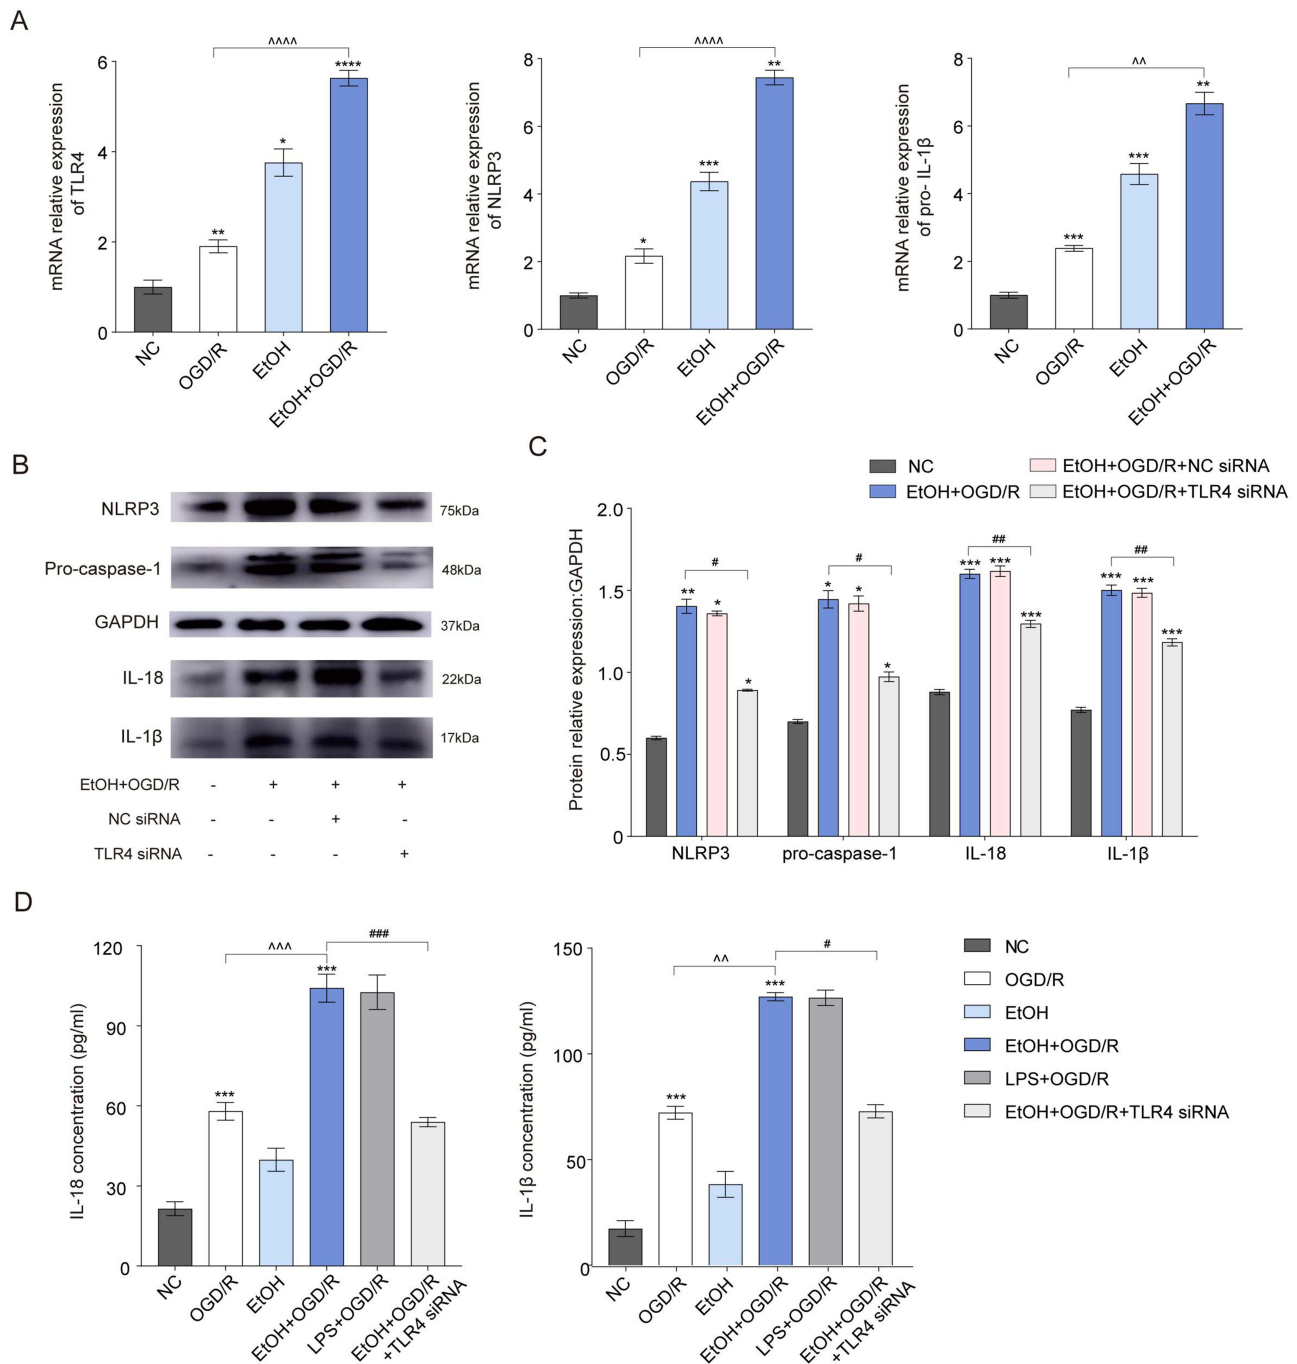 A
mRNA relative expression
of TLR4
6
4
2
0
**
*
****
^^^^
NC
OGD/R
EtOH
EtOH+OGD/R
mRNA relative expression
of NLRP3
8
6
4
2
0
*
***
**
^^^^
NC
OGD/R
EtOH
EtOH+OGD/R
mRNA relative expression
of pro- IL-1β
8
6
4
2
0
***
***
**
^^
NC
OGD/R
EtOH
EtOH+OGD/R
B
NLRP3 75kDa
Pro-caspase-1 48kDa
GAPDH 37kDa
IL-18 22kDa
IL-1β 17kDa
EtOH+OGD/R - + + +
NC siRNA - - + -
TLR4 siRNA - - - +
C
NC
EtOH+OGD/R+NC siRNA
EtOH+OGD/R
EtOH+OGD/R+TLR4 siRNA
Protein relative expression:GAPDH
2.0
1.5
1.0
0.5
0
# # ## ##
** * *
* * *
*** *** ***
*** *** ***
NLRP3
pro-caspase-1
IL-18
IL-1β
D
IL-18 concentration (pg/ml)
120
90
60
30
0
***
^^^
***
###
NC
OGD/R
EtOH
EtOH+OGD/R
LPS+OGD/R
EtOH+OGD/R
+TLR4 siRNA
IL-1β concentration (pg/ml)
150
100
50
0
***
^^
***
#
NC
OGD/R
EtOH
EtOH+OGD/R
LPS+OGD/R
EtOH+OGD/R
+TLR4 siRNA
NC
OGD/R
EtOH
EtOH+OGD/R
LPS+OGD/R
EtOH+OGD/R+TLR4 siRNA